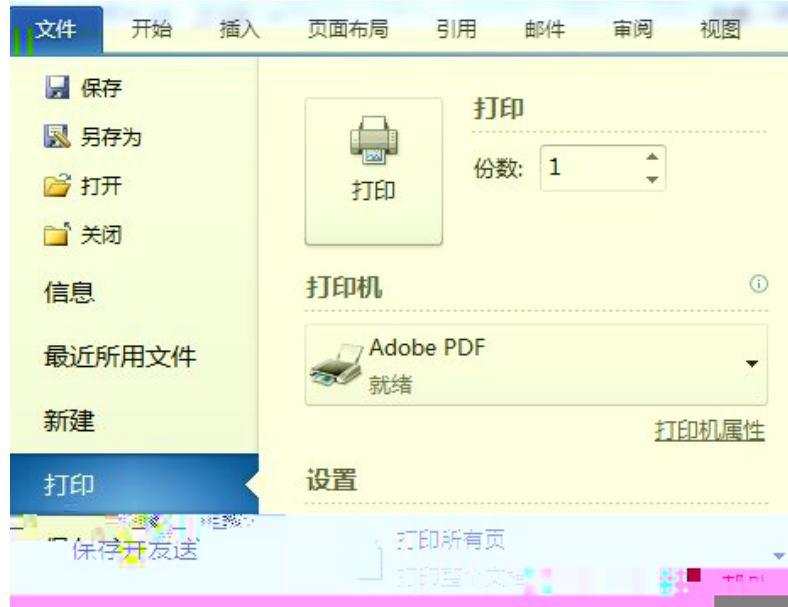 文件 开始 插入 页面布局 引用 邮件 审阅 视图
保存
另存为
打开
关闭
信息
最近所用文件
新建
打印
保存并发送
打印
打印
份数: 1
打印机
Adobe PDF
就绪
打印机属性
设置
打印所有页